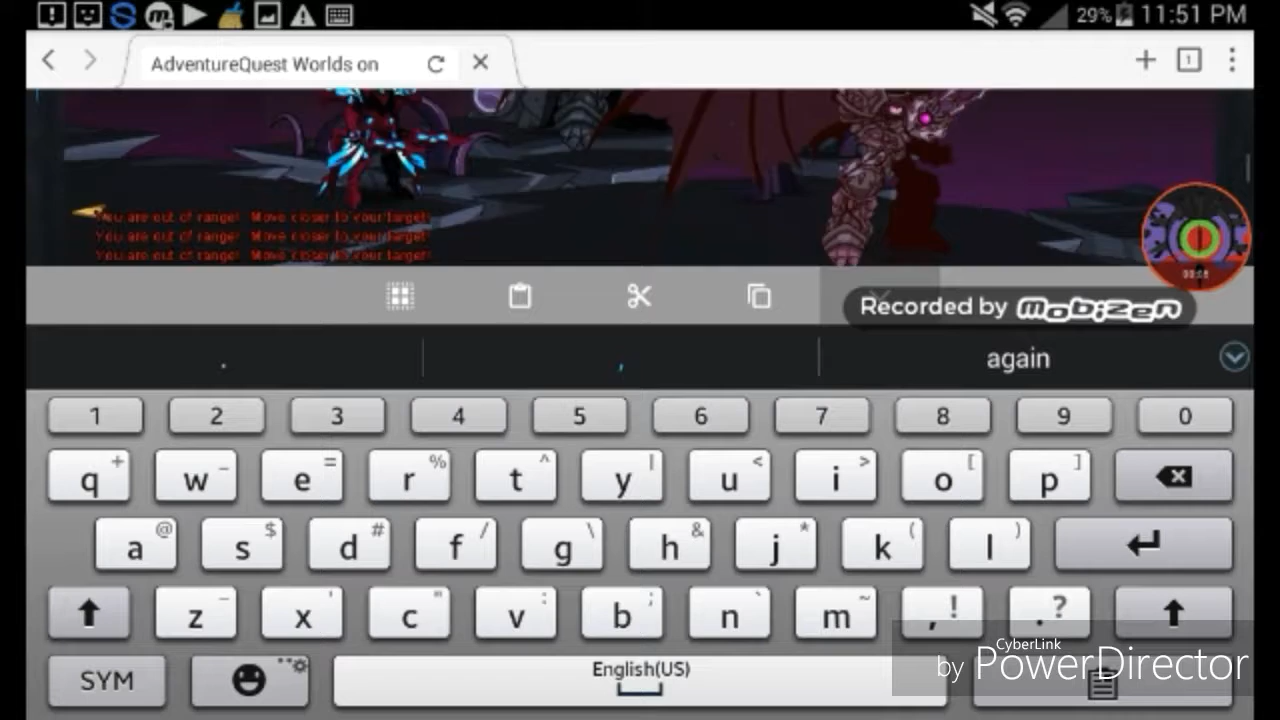 29% 11:51 PM
AdventureQuest Worlds on
1
You are out of range! Move closer to your target!
You are out of range! Move closer to your target!
You are out of range! Move closer to your target!
00:05
Recorded by mobizen
. , again
1 2 3 4 5 6 7 8 9 0
q + w _ e = r % t ^ y | u < i > o [ p ]
a @ s $ d # f / g \ h & j * k ( l )
z - x ' c " v : b ; n ` m ~ , ! . ?
SYM English(US)
CyberLink
by PowerDirector